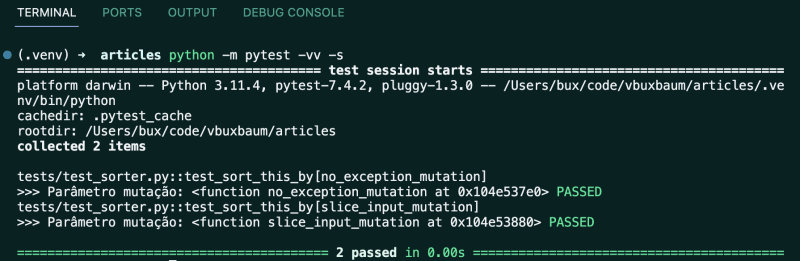 TERMINAL PORTS OUTPUT DEBUG CONSOLE
(.venv) → articles python -m pytest -vv -s
======================================= test session starts =======================================
platform darwin -- Python 3.11.4, pytest-7.4.2, pluggy-1.3.0 -- /Users/bux/code/vbuxbaum/articles/.ve
nv/bin/python
cachedir: .pytest_cache
rootdir: /Users/bux/code/vbuxbaum/articles
collected 2 items
tests/test_sorter.py::test_sort_this_by[no_exception_mutation]
>>> Parâmetro mutação: <function no_exception_mutation at 0x104e537e0> PASSED
tests/test_sorter.py::test_sort_this_by[slice_input_mutation]
>>> Parâmetro mutação: <function slice_input_mutation at 0x104e53880> PASSED
======================================== 2 passed in 0.00s ========================================